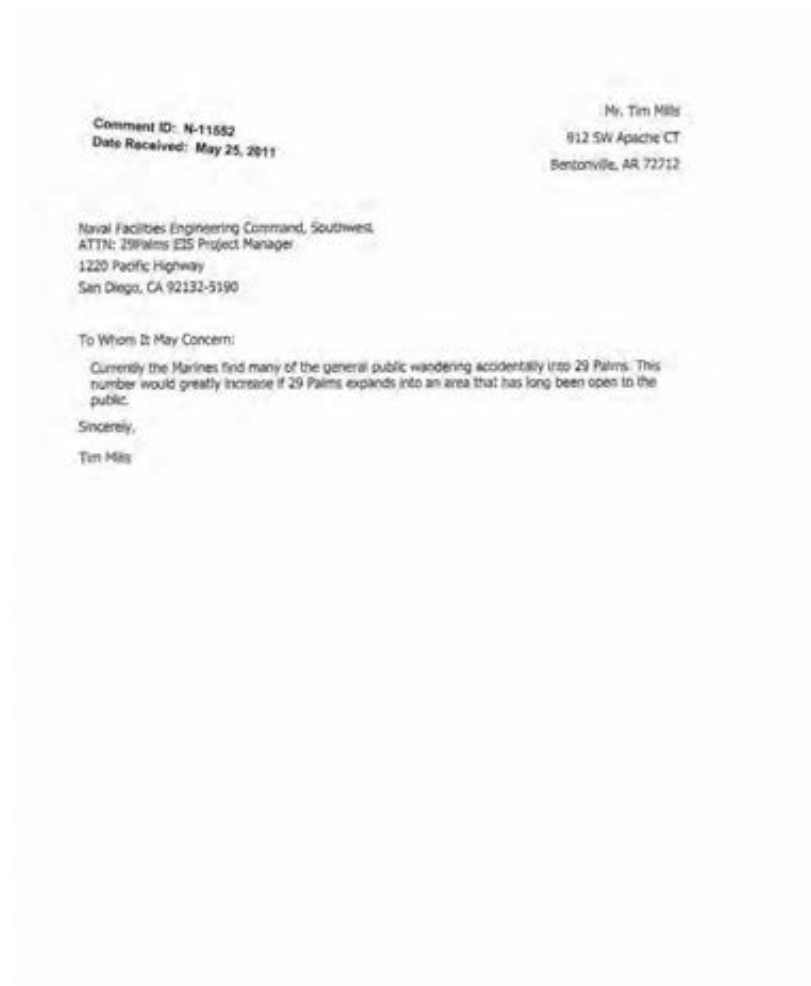 Comment ID: N-11552
Date Received: May 25, 2011
Mr. Tim Mills
912 SW Apache CT
Bentonville, AR 72712
Naval Facilities Engineering Command, Southwest
ATTN: 29Palms EIS Project Manager
1220 Pacific Highway
San Diego, CA 92132-5190
To Whom It May Concern:
Currently the Marines find many of the general public wandering accidentally into 29 Palms. This
number would greatly increase if 29 Palms expands into an area that has long been open to the
public.
Sincerely,
Tim Mills